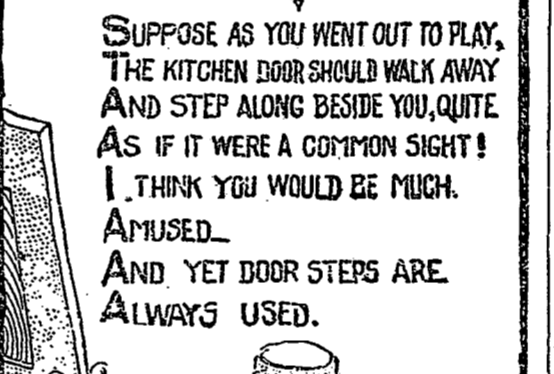 SUPPOSE AS YOU WENT OUT TO PLAY,
THE KITCHEN DOOR SHOULD WALK AWAY
AND STEP ALONG BESIDE YOU, QUITE
AS IF IT WERE A COMMON SIGHT!
I THINK YOU WOULD BE MUCH
AMUSED_
AND YET DOOR STEPS ARE
ALWAYS USED.